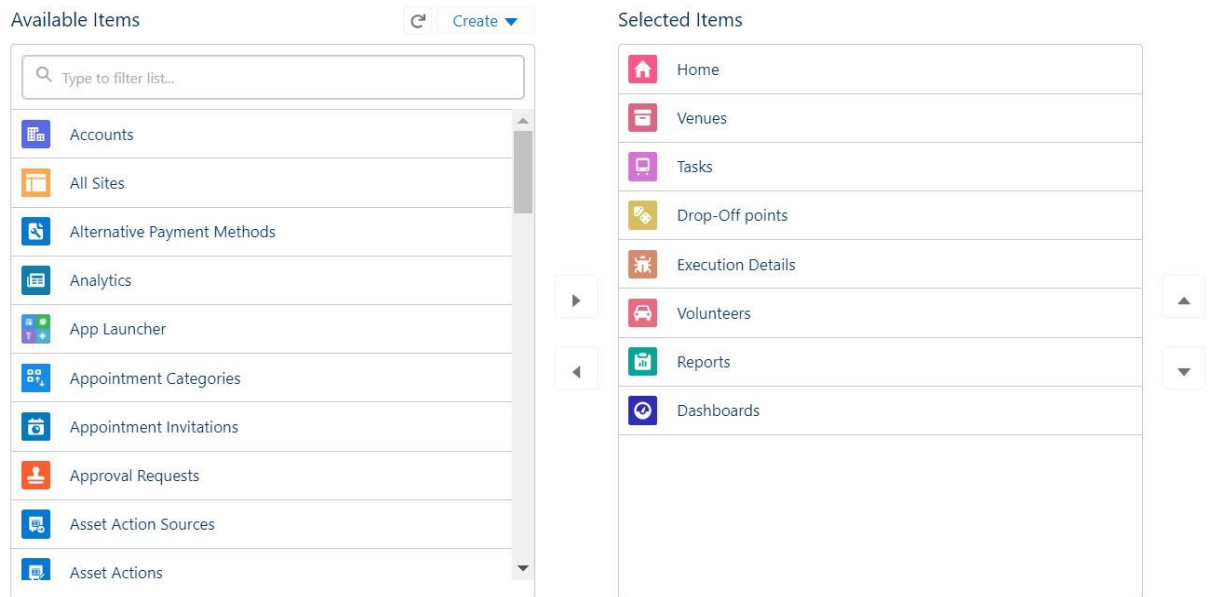 Available Items
Create
Type to filter list...
Accounts
All Sites
Alternative Payment Methods
Analytics
App Launcher
Appointment Categories
Appointment Invitations
Approval Requests
Asset Action Sources
Asset Actions
Selected Items
Home
Venues
Tasks
Drop-Off points
Execution Details
Volunteers
Reports
Dashboards